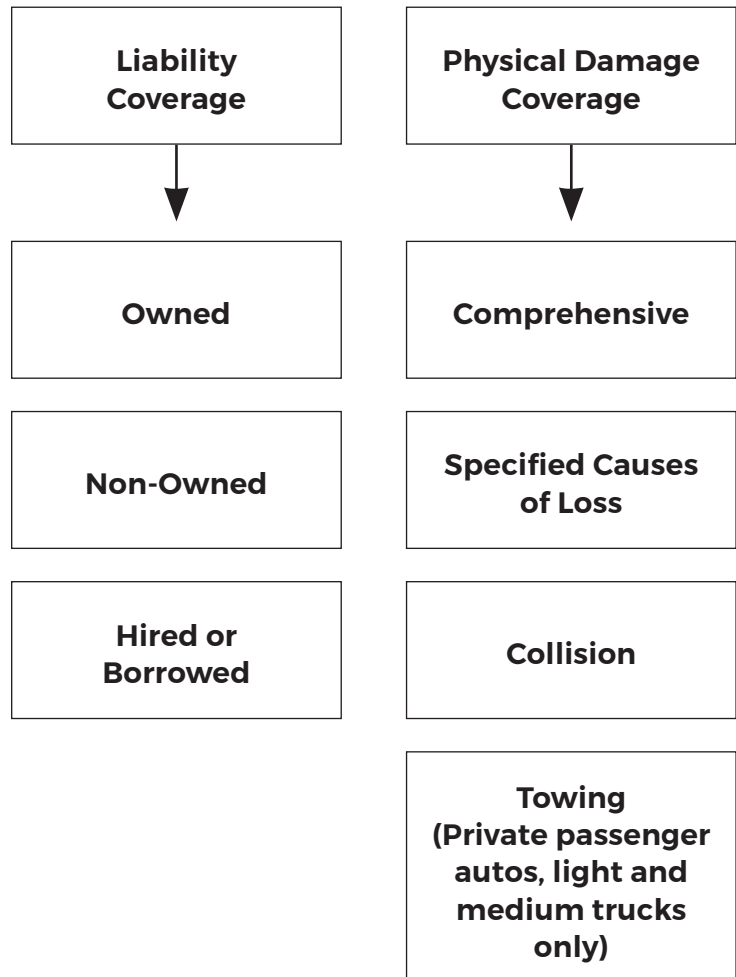 Liability
Coverage
Physical Damage
Coverage
Owned
Comprehensive
Non-Owned
Specified Causes
of Loss
Hired or
Borrowed
Collision
Towing
(Private passenger
autos, light and
medium trucks
only)